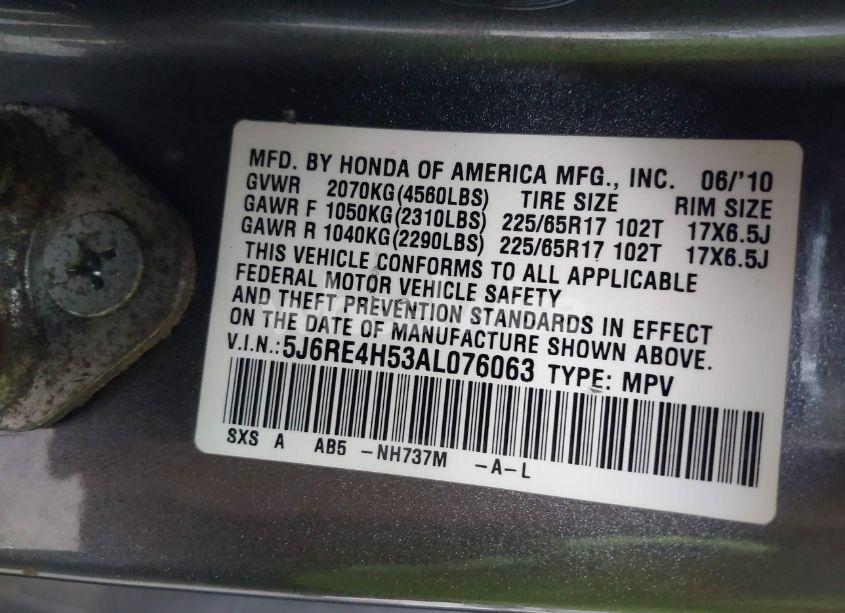 MFD. BY HONDA OF AMERICA MFG., INC. 06/'10
GVWR 2070KG(4560LBS) TIRE SIZE RIM SIZE
GAWR F 1050KG(2310LBS) 225/65R17 102T 17X6.5J
GAWR R 1040KG(2290LBS) 225/65R17 102T 17X6.5J
THIS VEHICLE CONFORMS TO ALL APPLICABLE
FEDERAL MOTOR VEHICLE SAFETY
AND THEFT PREVENTION STANDARDS IN EFFECT
ON THE DATE OF MANUFACTURE SHOWN ABOVE.
V.I.N.:5J6RE4H53AL076063 TYPE: MPV
SXS A AB5 -NH737M -A-L